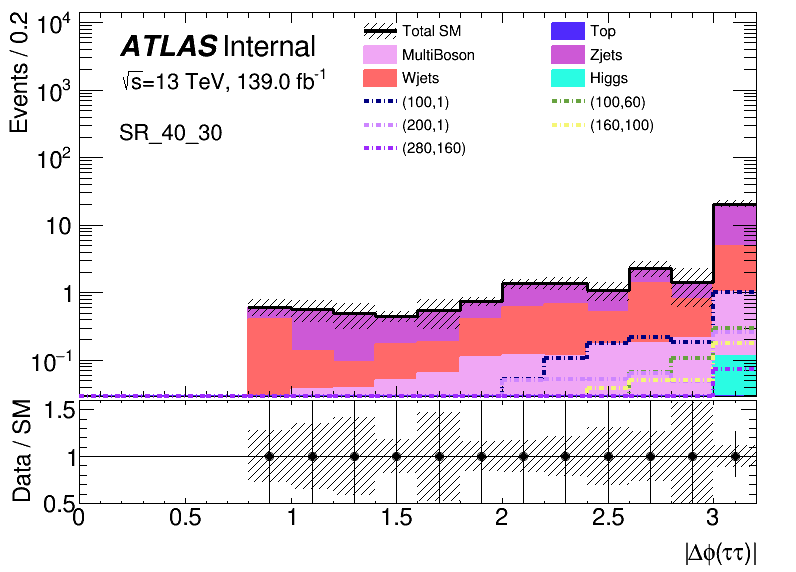 Events / 0.2
10⁴
10³
10²
10
1
10⁻¹
ATLAS Internal
√s=13 TeV, 139.0 fb⁻¹
SR_40_30
Total SM
Top
MultiBoson
Zjets
Wjets
Higgs
(100,1)
(100,60)
(200,1)
(160,100)
(280,160)
Data / SM
1.5
1
0.5
0 0.5 1 1.5 2 2.5 3
|Δϕ(ττ)|